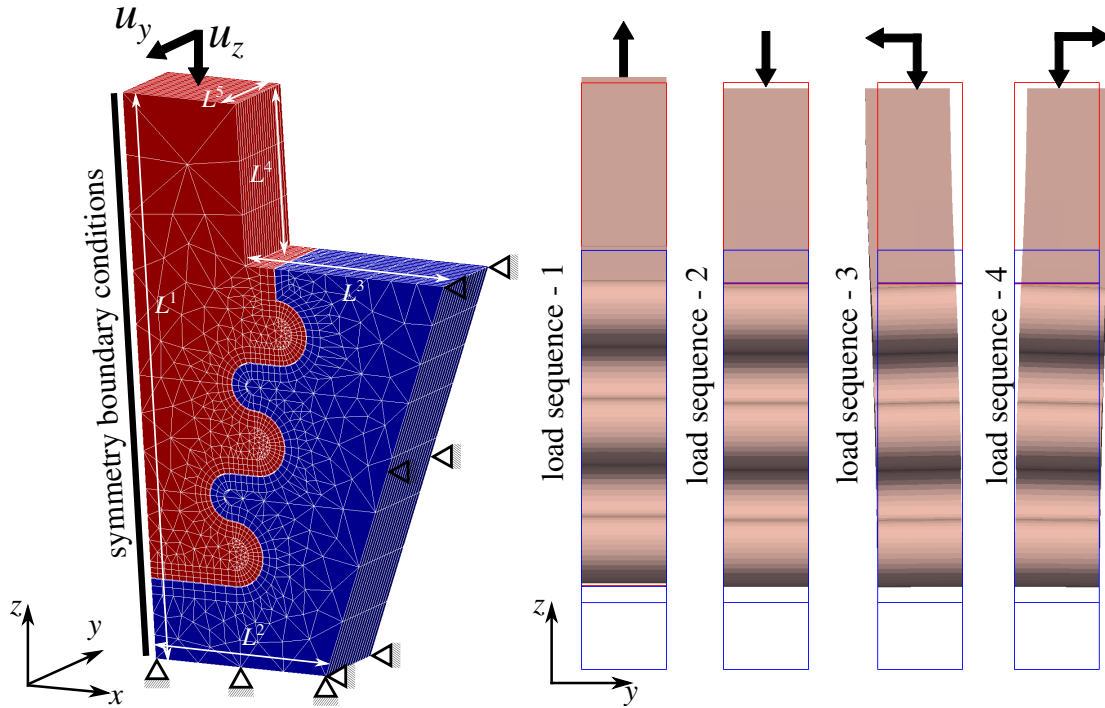 u_y
u_z
L^5
L^4
symmetry boundary conditions
L^1
L^3
L^2
z
y
x
load sequence - 1
load sequence - 2
load sequence - 3
load sequence - 4
z
y